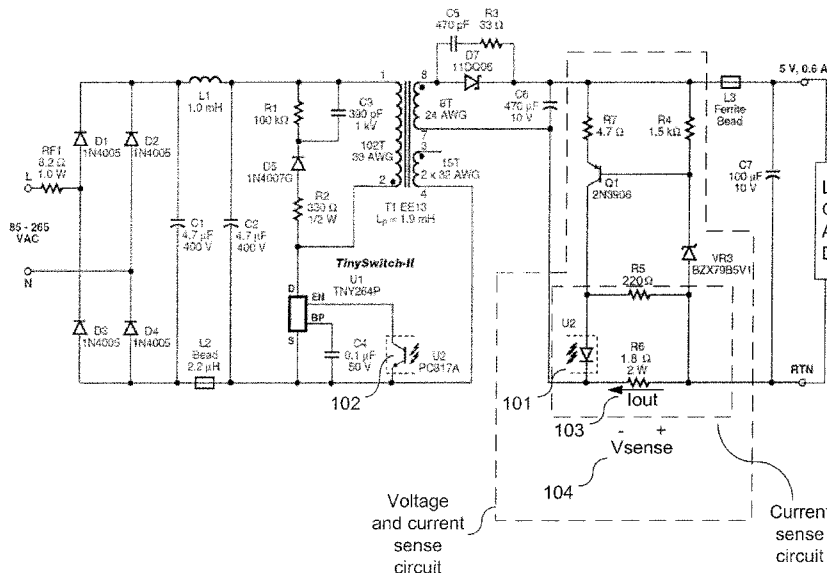 C5
470 pF
R3
33 Ω
D7
11DQ06
L1
1.0 mH
R1
100 kΩ
C3
390 pF
1 kV
1
8
8T
24 AWG
C6
470 µF
10 V
R7
4.7 Ω
R4
1.5 kΩ
L3
Ferrite
Bead
5 V, 0.6 A
RF1
8.2 Ω
1.0 W
L
D1
1N4005
D2
1N4005
D5
1N4007G
102T
33 AWG
7
3
15T
2 x 32 AWG
2
4
T1 EE13
Lp = 1.9 mH
Q1
2N3906
C7
100 µF
10 V
L
O
A
D
85 - 265
VAC
N
C1
4.7 µF
400 V
C2
4.7 µF
400 V
R2
330 Ω
1/2 W
TinySwitch-II
U1
TNY264P
D
EN
BP
S
VR3
BZX79B5V1
R5
220Ω
D3
1N4005
D4
1N4005
L2
Bead
2.2 µH
C4
0.1 µF
50 V
U2
PC817A
U2
R6
1.8 Ω
2 W
RTN
102
101
Iout
103
- +
Vsense
104
Voltage
and current
sense
circuit
Current
sense
circuit